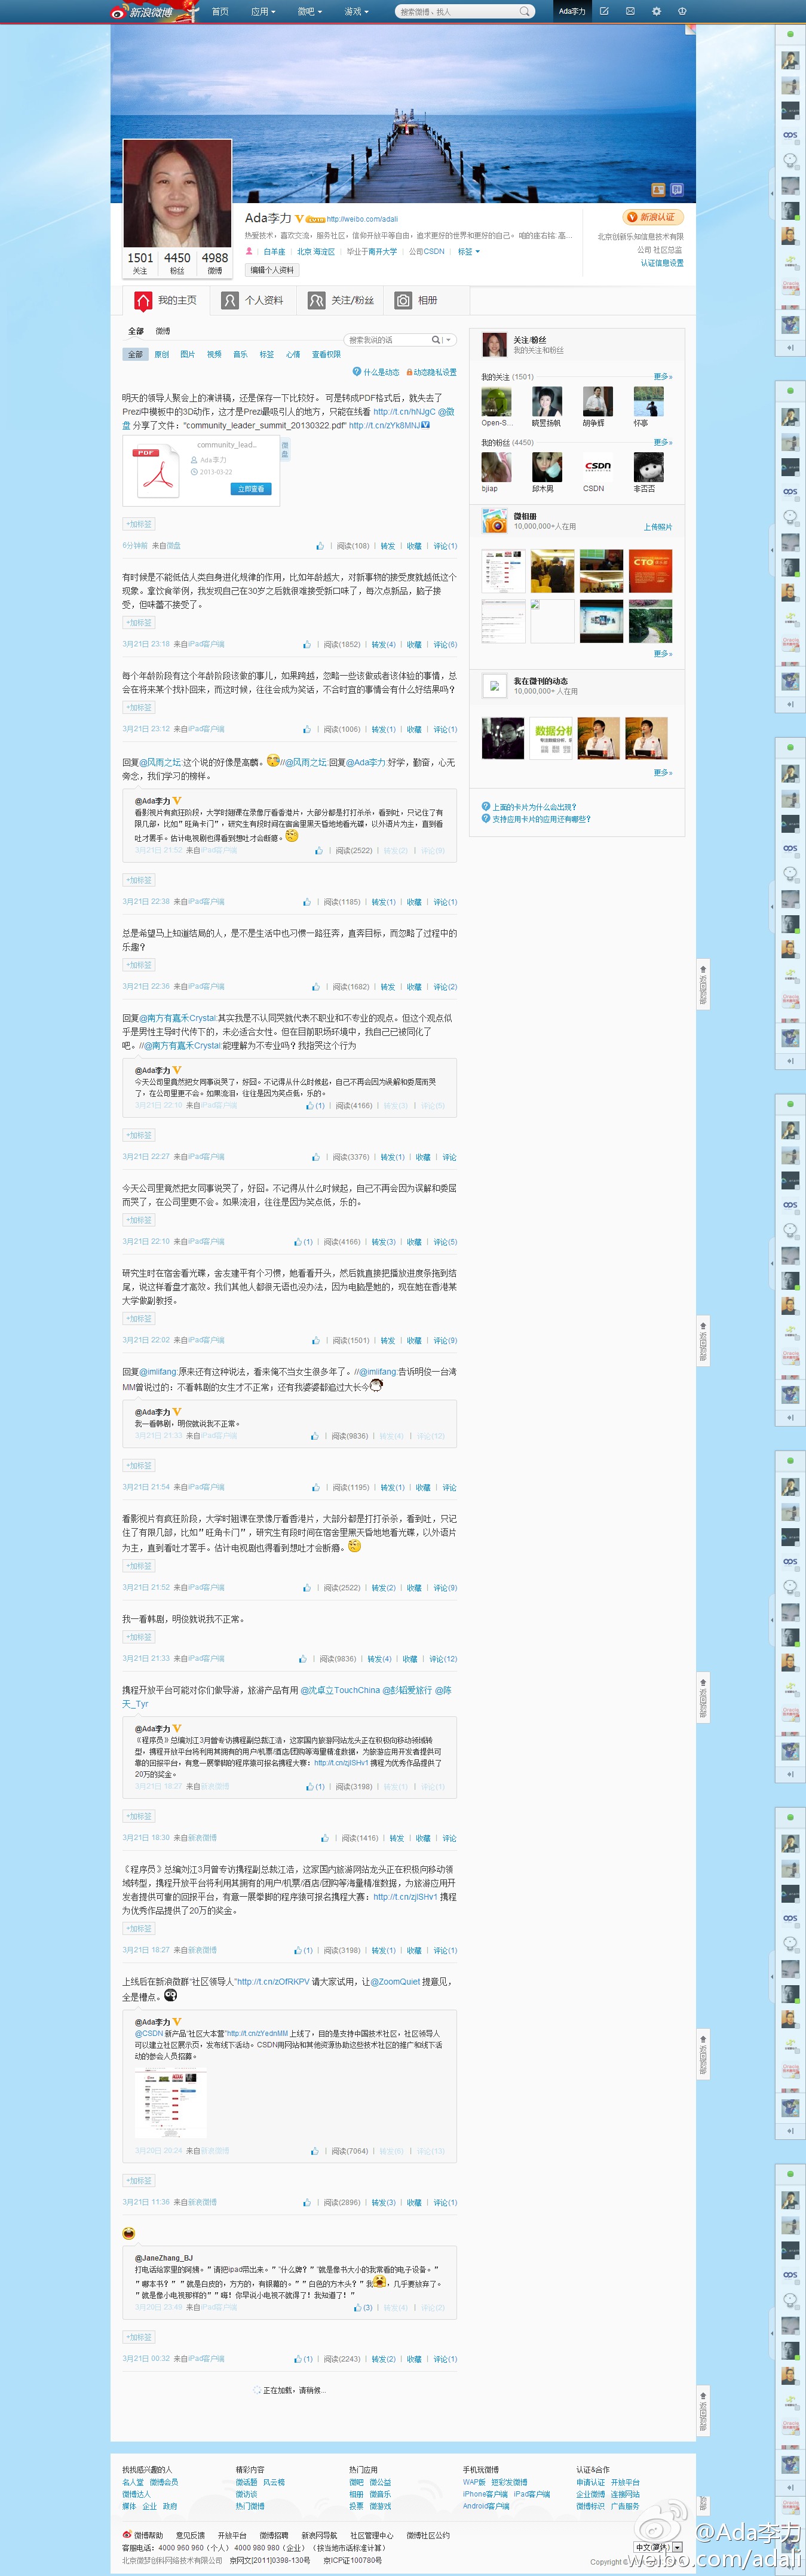 新浪微博 首页 应用 微吧 游戏 搜索微博、找人 Ada李力
Ada李力 http://weibo.com/adali
1501 4450 4988
关注 粉丝 微博
白羊座 北京 海淀区 毕业于南开大学 公司CSDN 标签
编辑个人资料
新浪认证
北京创新乐知信息技术有限
公司 社区总监
认证信息设置
我的主页 个人资料 关注/粉丝 相册
全部 微博
搜索我说的话
全部 原创 图片 视频 音乐 标签 心情 查看权限
什么是动态 动态隐私设置
明天的领导人聚会上的演讲稿，还是保存一下比较好。 可是转成PDF格式后，就失去了
Prezi中模板中的3D动作，这才是Prezi最吸引人的地方，只能在线看 http://t.cn/hNJgC @微
盘 分享了文件："community_leader_summit_20130322.pdf" http://t.cn/zYk8MNJ
community_lead..
PDF
Ada李力
2013-03-22
立即查看
微盘
+加标签
6分钟前 来自微盘 阅读(108) 转发 收藏 评论(1)
有时候是不能低估人类自身进化规律的作用，比如年龄越大，对新事物的接受度就越低这个
现象。拿饮食举例，我发现自己在30岁之后就很难接受新口味了，每次点新品，脑子接
受，但味蕾不接受了。
+加标签
3月21日 23:18 来自iPad客户端 阅读(1852) 转发(4) 收藏 评论(6)
每个年龄阶段有这个年龄阶段该做的事儿，如果跨越，忽略一些该做或者该体验的事情，总
会在将来某个时候补回来，而这时候，往往会成为笑话，不合时宜的事情会有什么好结果吗？
+加标签
3月21日 23:12 来自iPad客户端 阅读(1006) 转发(1) 收藏 评论(1)
回复@风雨之坛:这个说的好像是高麟。//@风雨之坛:回复@Ada李力:好学，勤奋，心无
旁念，我们学习的榜样。
@Ada李力
看影视片有疯狂阶段，大学时翘课在录像厅看香港片，大部分都是打打杀杀，看到吐，只记住了有
限几部，比如”旺角卡门”，研究生有段时间在宿舍里黑天昏地地看光碟，以外语片为主，直到看
吐才罢手。估计电视剧也得看到想吐才会断瘾。
3月21日 21:52 来自iPad客户端 阅读(2522) 转发(2) 评论(9)
+加标签
3月21日 22:38 来自iPad客户端 阅读(1185) 转发(1) 收藏 评论(1)
总是希望马上知道结局的人，是不是生活中也习惯一路狂奔，直奔目标，而忽略了过程中的
乐趣？
+加标签
3月21日 22:36 来自iPad客户端 阅读(1682) 转发 收藏 评论(2)
回复@南方有嘉禾Crystal:其实我是不认同哭就代表不职业和不专业的观点。但这个观点似
乎是男性主导时代传下的，未必适合女性。但在目前职场环境中，我自己已被同化了
吧。//@南方有嘉禾Crystal:能理解为不专业吗？我指哭这个行为
@Ada李力
今天公司里竟然把女同事说哭了，好囧。不记得从什么时候起，自己不再会因为误解和委屈而哭
了，在公司里更不会。如果流泪，往往是因为笑点低，乐的。
3月21日 22:10 来自iPad客户端 (1) 阅读(4166) 转发(3) 评论(5)
+加标签
3月21日 22:27 来自iPad客户端 阅读(3376) 转发(1) 收藏 评论
今天公司里竟然把女同事说哭了，好囧。不记得从什么时候起，自己不再会因为误解和委屈
而哭了，在公司里更不会。如果流泪，往往是因为笑点低，乐的。
+加标签
3月21日 22:10 来自iPad客户端 (1) 阅读(4166) 转发(3) 收藏 评论(5)
研究生时在宿舍看光碟，舍友建平有个习惯，她看看开头，然后就直接把播放进度条拖到结
尾，说这样看盘才高效。我们其他人都很无语也没办法，因为电脑是她的，现在她在香港某
大学做副教授。
+加标签
3月21日 22:02 来自iPad客户端 阅读(1501) 转发 收藏 评论(9)
回复@imlifang:原来还有这种说法，看来俺不当女生很多年了。//@imlifang:告诉明俊一台湾
MM曾说过的：不看韩剧的女生才不正常，还有我婆婆都追过大长今
@Ada李力
我一看韩剧，明俊就说我不正常。
3月21日 21:33 来自iPad客户端 阅读(9836) 转发(4) 评论(12)
+加标签
3月21日 21:54 来自iPad客户端 阅读(1195) 转发(1) 收藏 评论
看影视片有疯狂阶段，大学时翘课在录像厅看香港片，大部分都是打打杀杀，看到吐，只记
住了有限几部，比如”旺角卡门”，研究生有段时间在宿舍里黑天昏地地看光碟，以外语片
为主，直到看吐才罢手。估计电视剧也得看到想吐才会断瘾。
+加标签
3月21日 21:52 来自iPad客户端 阅读(2522) 转发(2) 收藏 评论(9)
我一看韩剧，明俊就说我不正常。
+加标签
3月21日 21:33 来自iPad客户端 阅读(9836) 转发(4) 收藏 评论(12)
携程开放平台可能对你们做导游，旅游产品有用 @沈卓立TouchChina @彭韬爱旅行 @陈
天_Tyr
@Ada李力
《程序员》总编刘江3月曾专访携程副总裁江浩，这家国内旅游网站龙头正在积极向移动领域转
型，携程开放平台将利用其拥有的用户/机票/酒店/团购等海量精准数据，为旅游应用开发者提供可
靠的回报平台，有意一展拳脚的程序猿可报名携程大赛：http://t.cn/zjISHv1 携程为优秀作品提供了
20万的奖金。
3月21日 18:27 来自新浪微博 (1) 阅读(3198) 转发(1) 评论(1)
+加标签
3月21日 18:30 来自新浪微博 阅读(1416) 转发 收藏 评论
《程序员》总编刘江3月曾专访携程副总裁江浩，这家国内旅游网站龙头正在积极向移动领
域转型，携程开放平台将利用其拥有的用户/机票/酒店/团购等海量精准数据，为旅游应用开
发者提供可靠的回报平台，有意一展拳脚的程序猿可报名携程大赛：http://t.cn/zjISHv1 携程
为优秀作品提供了20万的奖金。
+加标签
3月21日 18:27 来自新浪微博 (1) 阅读(3198) 转发(1) 收藏 评论(1)
上线后在新浪微群“社区领导人”http://t.cn/zOfRKPV 请大家试用，让@ZoomQuiet 提意见，
全是槽点。
@Ada李力
@CSDN 新产品“社区大本营”http://t.cn/zYednMM 上线了，目的是支持中国技术社区，社区领导人
可以建立社区展示页，发布线下活动。CSDN用网站和其他资源协助这些技术社区的推广和线下活
动的参会人员招募。
3月20日 20:24 来自新浪微博 阅读(7064) 转发(8) 评论(13)
+加标签
3月21日 11:36 来自新浪微博 阅读(2896) 转发(3) 收藏 评论(1)
@JaneZhang_BJ
打电话给家里的阿姨。”请把ipad带出来。””什么牌？””就是像书大小的我常看的电子设备。”
”哪本书？””就是白皮的，方方的，有银幕的。””白色的方木头？”我，几乎要放弃了。
”就是像小电视那样的””嗨！你早说小电视不就得了！我知道了！”
3月20日 23:49 来自iPad客户端 (3) 转发(4) 评论(2)
+加标签
3月21日 00:32 来自iPad客户端 (1) 阅读(2243) 转发(2) 收藏 评论(1)
正在加载，请稍候...
关注/粉丝
我的关注和粉丝
我的关注 (1501) 更多»
Open-S... 晓昱扬帆 胡争辉 怀亭
我的粉丝 (4450) 更多»
bjiap 邱木男 CSDN 非否否
微相册
10,000,000+人在用 上传照片
更多»
我在微刊的动态
10,000,000+ 人在用
数据分析
更多»
上面的卡片为什么会出现？
支持应用卡片的应用还有哪些？
找找感兴趣的人 精彩内容 热门应用 手机玩微博 认证&合作
名人堂 微博会员 微话题 风云榜 微吧 微公益 WAP版 短彩发微博 申请认证 开放平台
微博达人 微访谈 相册 微音乐 iPhone客户端 iPad客户端 企业微博 连接网站
媒体 企业 政府 热门微博 投票 微游戏 Android客户端 微博标识 广告服务
微博帮助 意见反馈 开放平台 微博招聘 新浪网导航 社区管理中心 微博社区公约
客服电话：4000 960 960（个人）4000 980 980（企业）（按当地市话标准计费）
中文(简体)
北京微梦创科网络技术有限公司 京网文[2011]0398-130号 京ICP证100780号
Copyright ©
@Ada李力
weibo.com/adali